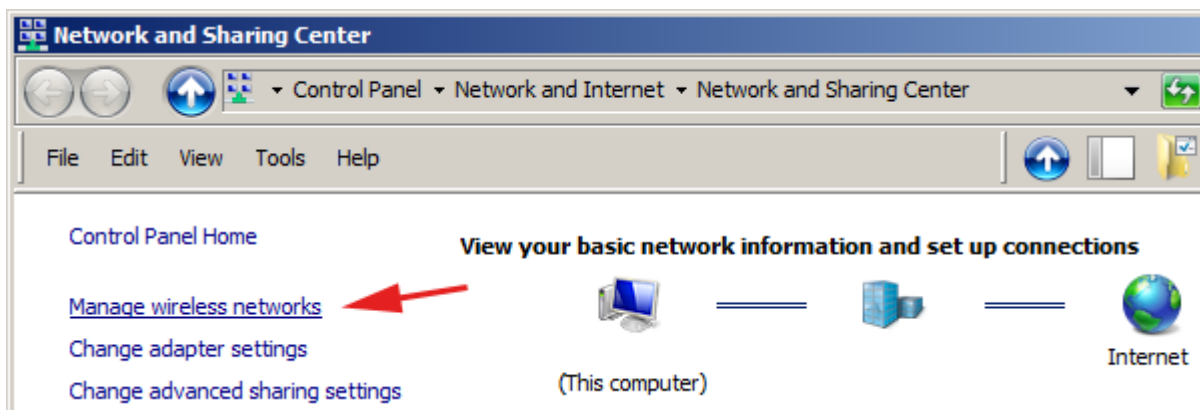 Network and Sharing Center
Control Panel Network and Internet Network and Sharing Center
File Edit View Tools Help
Control Panel Home
View your basic network information and set up connections
Manage wireless networks
Change adapter settings
Internet
Change advanced sharing settings
(This computer)